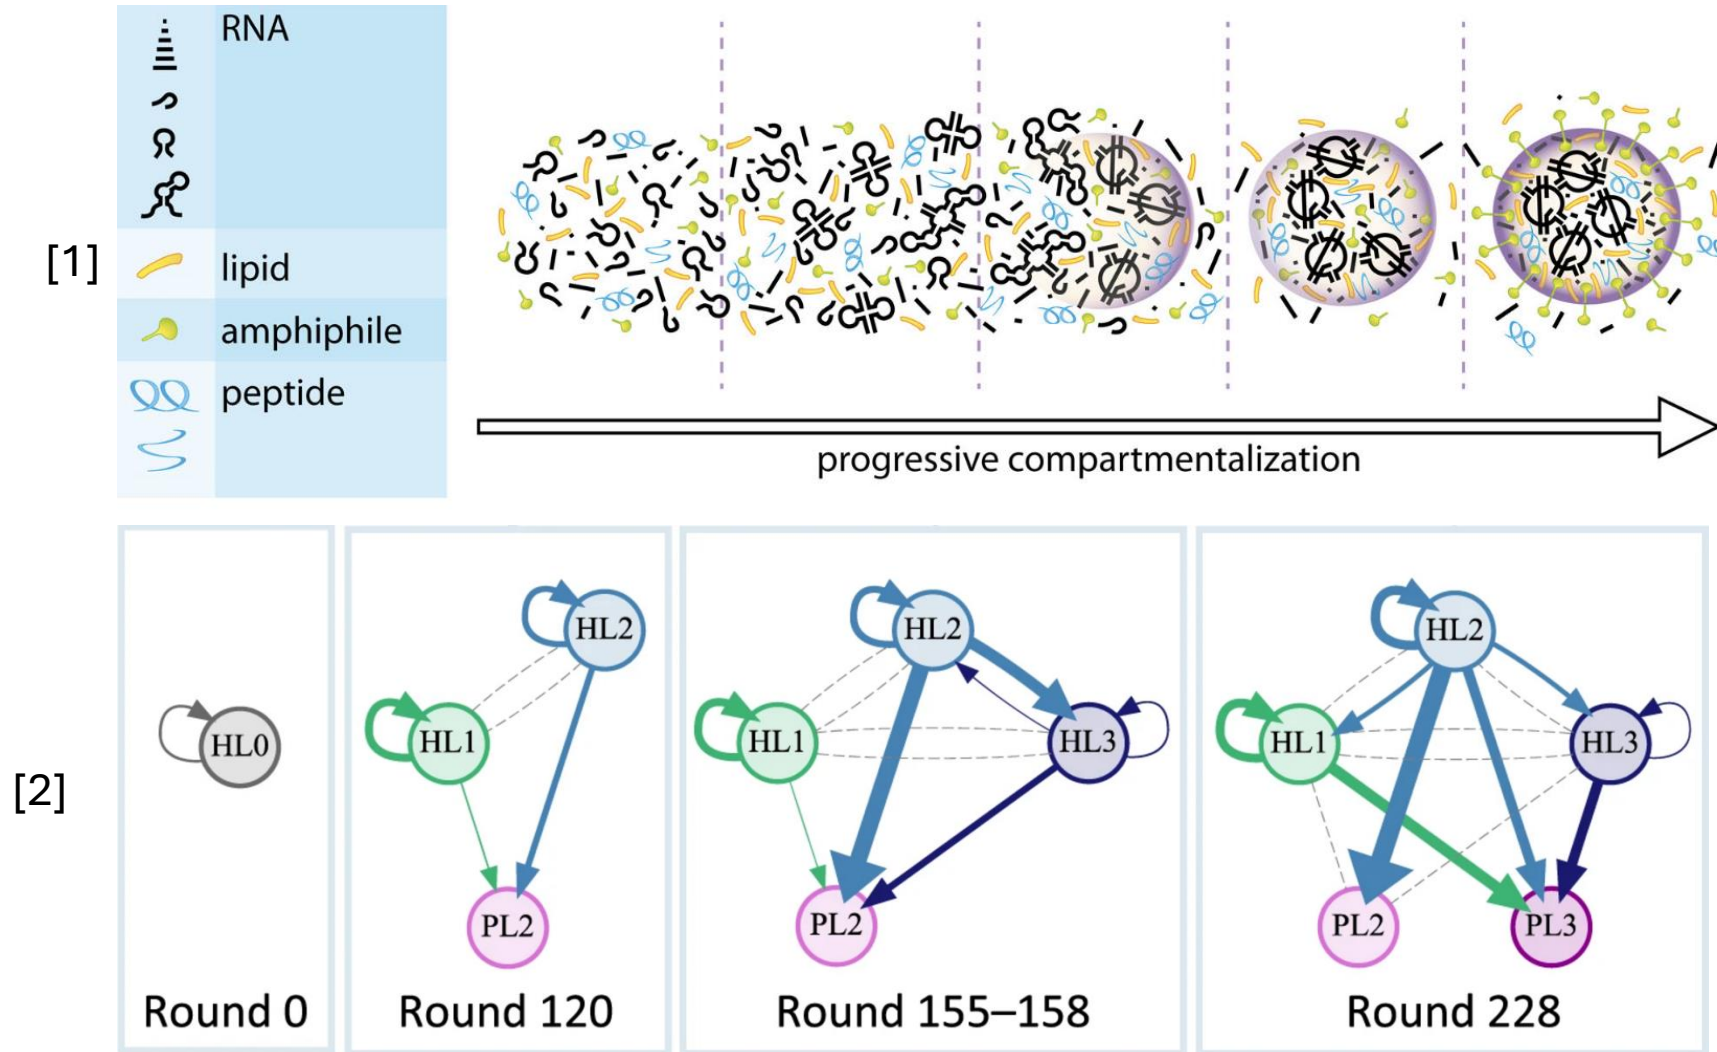 RNA
[1]
lipid
amphiphile
peptide
progressive compartmentalization
[2]
HL0
Round 0
HL2
HL1
PL2
Round 120
HL2
HL1
HL3
PL2
Round 155–158
HL2
HL1
HL3
PL2
PL3
Round 228